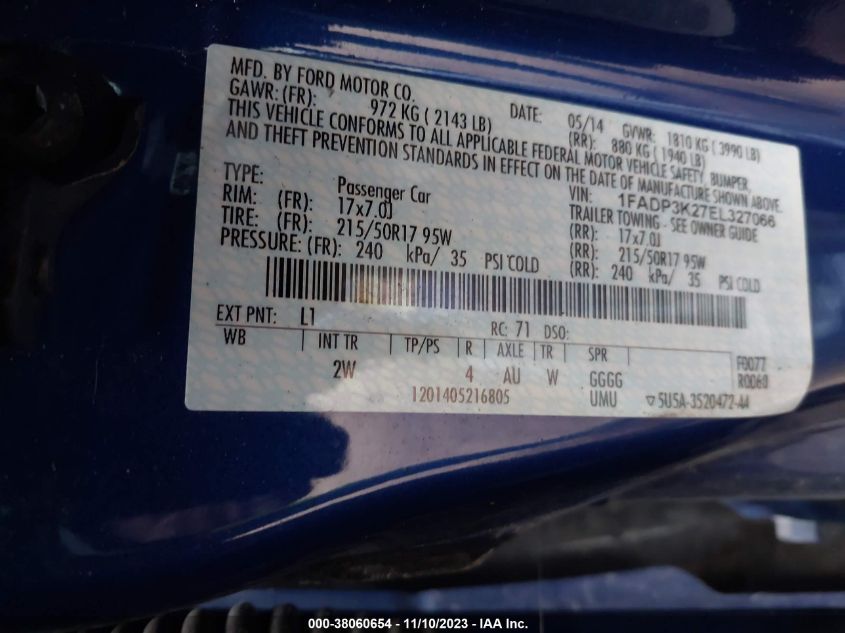 MFD. BY FORD MOTOR CO.
DATE: 05/14 GVWR: 1810 KG ( 3990 LB)
GAWR: (FR): 972 KG ( 2143 LB) (RR): 880 KG ( 1940 LB)
THIS VEHICLE CONFORMS TO ALL APPLICABLE FEDERAL MOTOR VEHICLE SAFETY, BUMPER,
AND THEFT PREVENTION STANDARDS IN EFFECT ON THE DATE OF MANUFACTURE SHOWN ABOVE.
VIN: 1FADP3K27EL327066
TYPE: Passenger Car TRAILER TOWING - SEE OWNER GUIDE
RIM: (FR): 17x7.0J (RR): 17x7.0J
TIRE: (FR): 215/50R17 95W (RR): 215/50R17 95W
PRESSURE: (FR): 240 kPa/ 35 PSI COLD (RR): 240 kPa/ 35 PSI COLD
EXT PNT: L1 RC: 71 DSO:
WB INT TR TP/PS R AXLE TR SPR F0077
2W 4 AU W GGGG R0060
1201405216805 UMU ▽ 5U5A-3520472-44
000-38060654 — 11/10/2023 — IAA Inc.